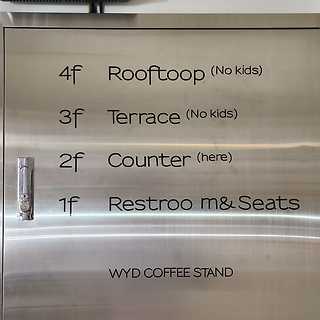 4f Rooftoop (No kids)
3f Terrace (No kids)
2f Counter (here)
1f Restroo m& Seats
WYD COFFEE STAND